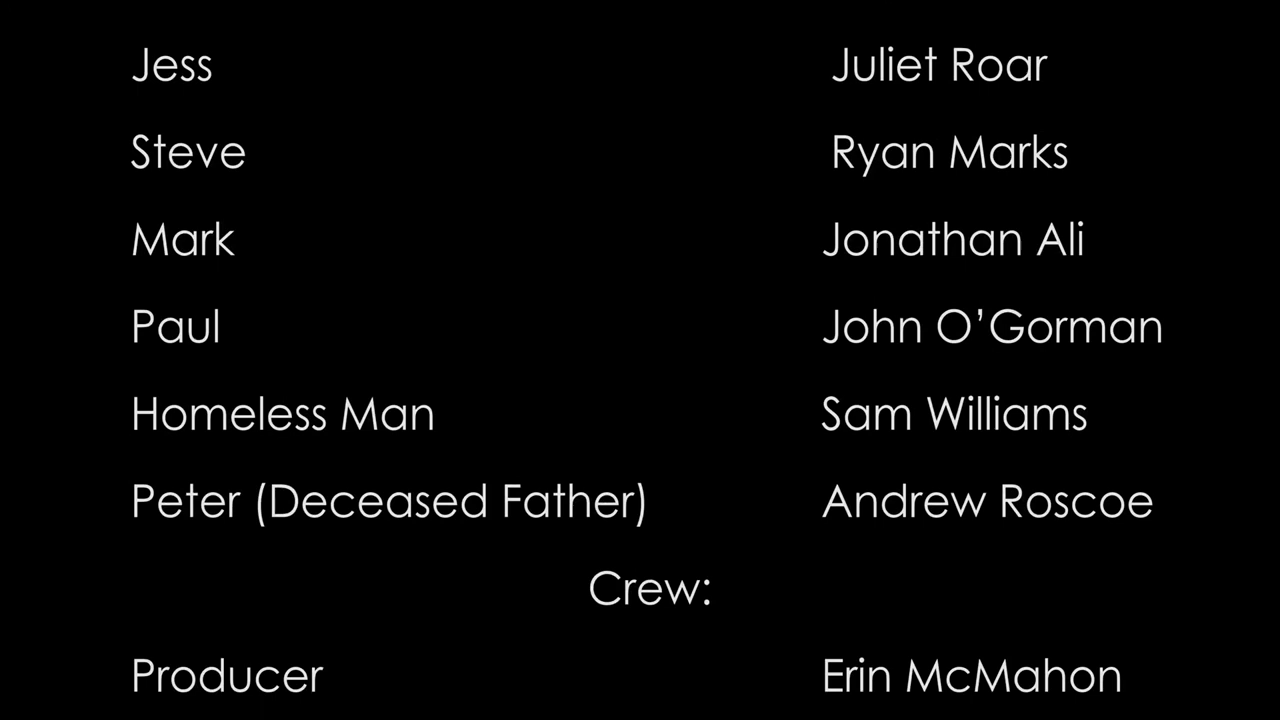 Jess Juliet Roar
Steve Ryan Marks
Mark Jonathan Ali
Paul John O’Gorman
Homeless Man Sam Williams
Peter (Deceased Father) Andrew Roscoe
Crew:
Producer Erin McMahon